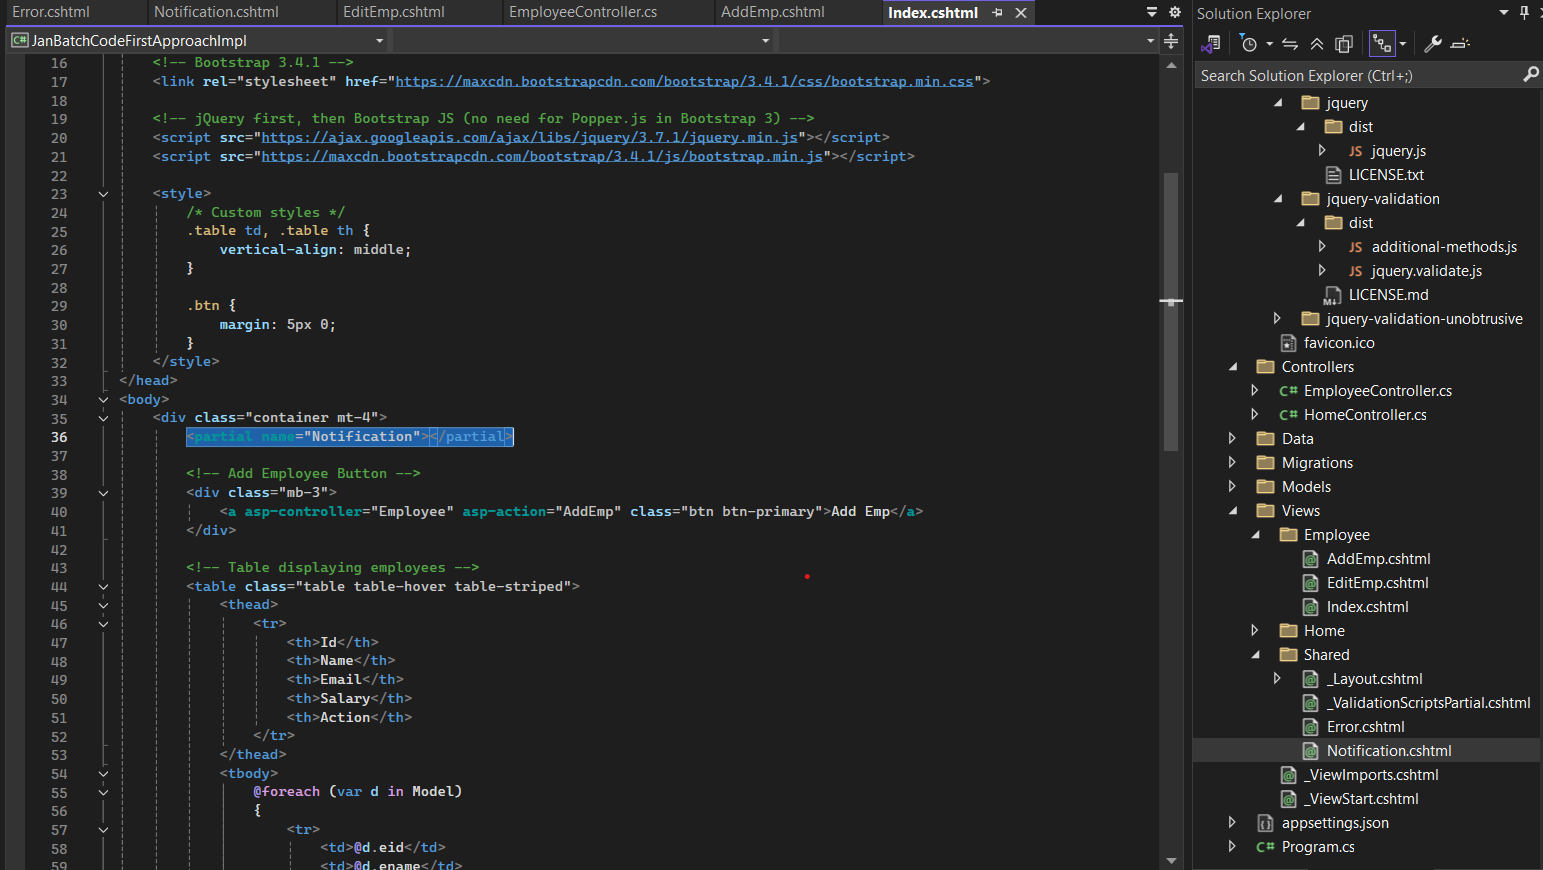 Error.cshtml Notification.cshtml EditEmp.cshtml EmployeeController.cs AddEmp.cshtml Index.cshtml
C# JanBatchCodeFirstApproachImpl
16 <!-- Bootstrap 3.4.1 -->
17 <link rel="stylesheet" href="https://maxcdn.bootstrapcdn.com/bootstrap/3.4.1/css/bootstrap.min.css">
18
19 <!-- jQuery first, then Bootstrap JS (no need for Popper.js in Bootstrap 3) -->
20 <script src="https://ajax.googleapis.com/ajax/libs/jquery/3.7.1/jquery.min.js"></script>
21 <script src="https://maxcdn.bootstrapcdn.com/bootstrap/3.4.1/js/bootstrap.min.js"></script>
22
23 <style>
24 /* Custom styles */
25 .table td, .table th {
26 vertical-align: middle;
27 }
28
29 .btn {
30 margin: 5px 0;
31 }
32 </style>
33 </head>
34 <body>
35 <div class="container mt-4">
36 <partial name="Notification"></partial>
37
38 <!-- Add Employee Button -->
39 <div class="mb-3">
40 <a asp-controller="Employee" asp-action="AddEmp" class="btn btn-primary">Add Emp</a>
41 </div>
42
43 <!-- Table displaying employees -->
44 <table class="table table-hover table-striped">
45 <thead>
46 <tr>
47 <th>Id</th>
48 <th>Name</th>
49 <th>Email</th>
50 <th>Salary</th>
51 <th>Action</th>
52 </tr>
53 </thead>
54 <tbody>
55 @foreach (var d in Model)
56 {
57 <tr>
58 <td>@d.eid</td>
59 <td>@d.ename</td>
Solution Explorer
Search Solution Explorer (Ctrl+;)
jquery
dist
JS jquery.js
LICENSE.txt
jquery-validation
dist
JS additional-methods.js
JS jquery.validate.js
LICENSE.md
jquery-validation-unobtrusive
favicon.ico
Controllers
C# EmployeeController.cs
C# HomeController.cs
Data
Migrations
Models
Views
Employee
AddEmp.cshtml
EditEmp.cshtml
Index.cshtml
Home
Shared
_Layout.cshtml
_ValidationScriptsPartial.cshtml
Error.cshtml
Notification.cshtml
_ViewImports.cshtml
_ViewStart.cshtml
appsettings.json
C# Program.cs